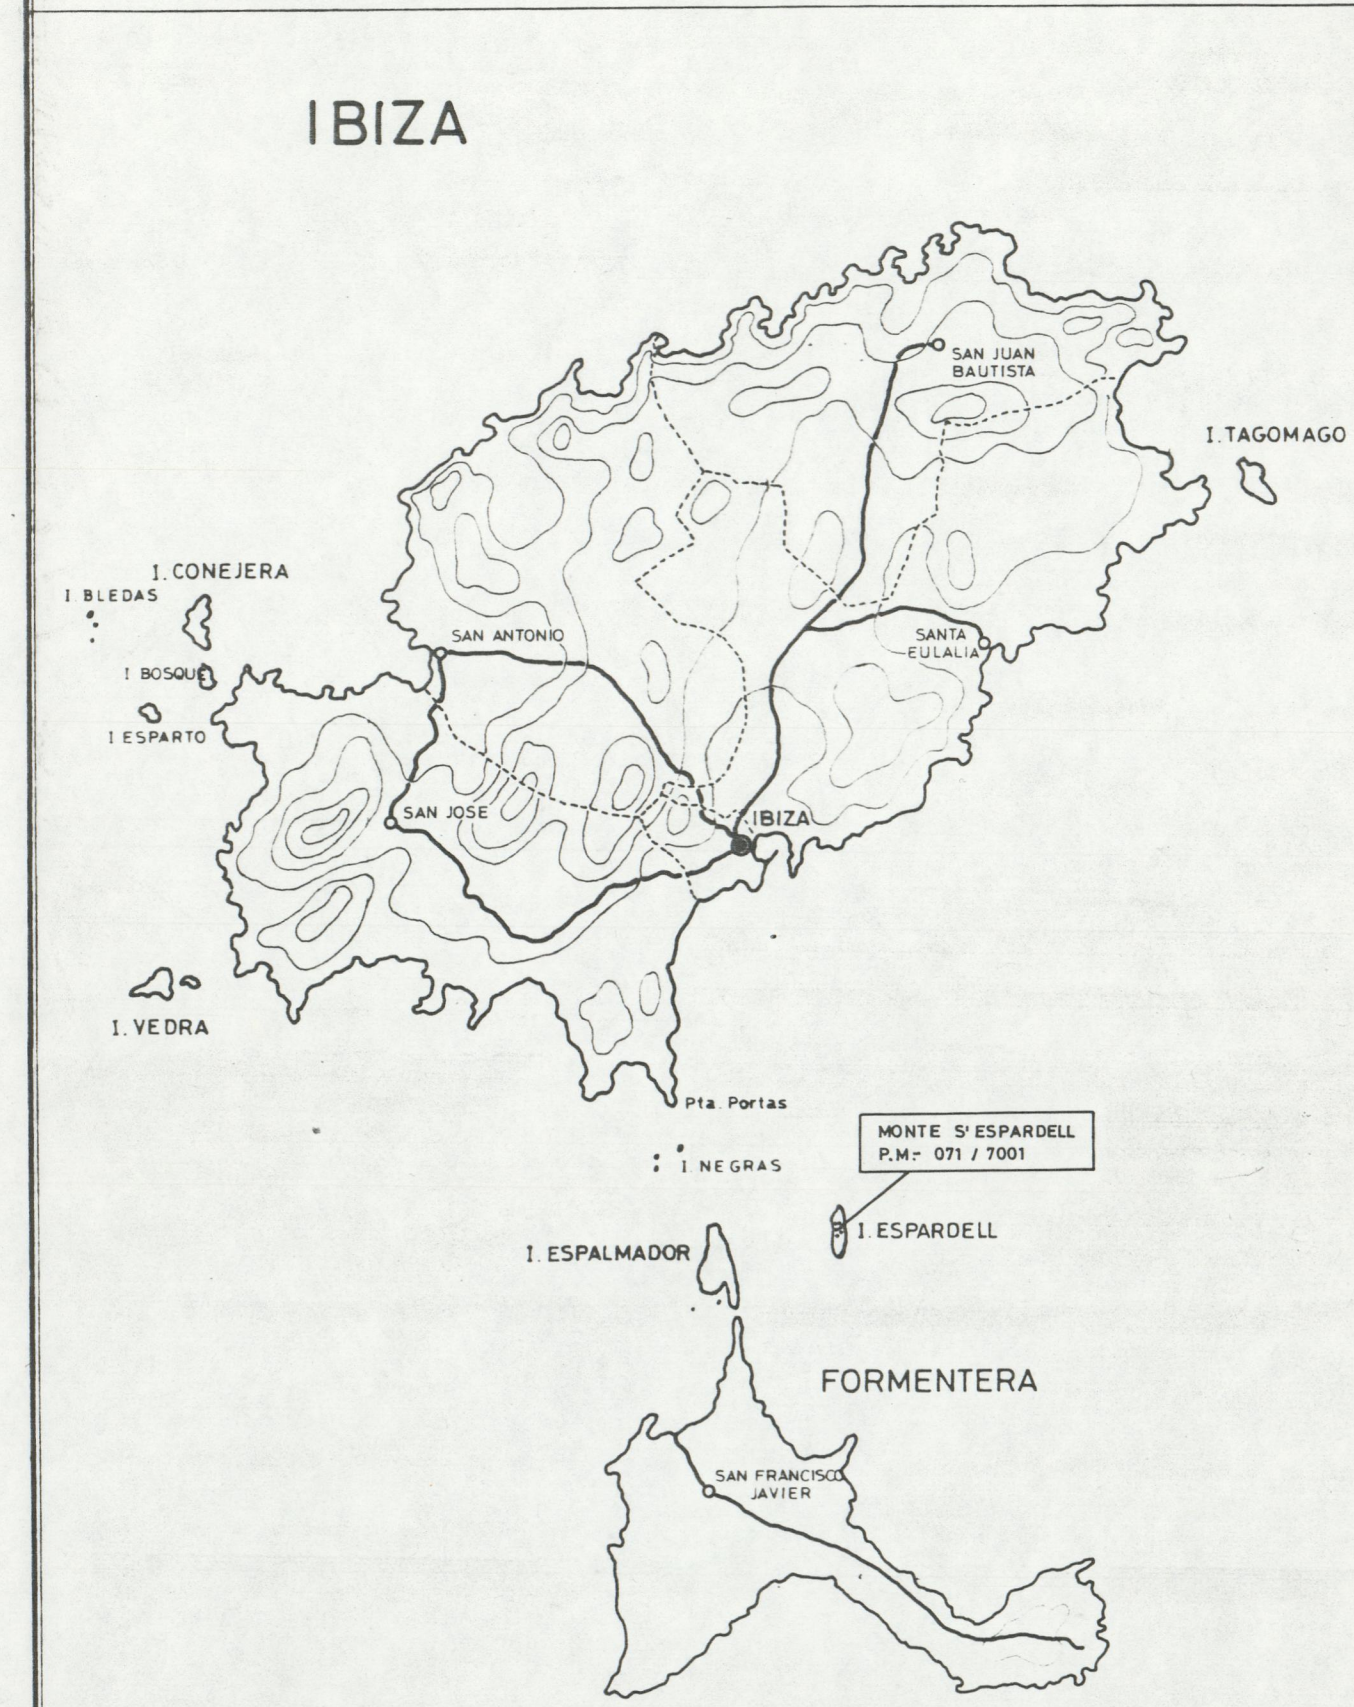 IBIZA
SAN JUAN
BAUTISTA
I. TAGOMAGO
I. CONEJERA
I. BLEDAS
SAN ANTONIO
SANTA
EULALIA
I BOSQUE
I ESPARTO
SAN JOSE
IBIZA
I. VEDRA
Pta. Portas
MONTE S'ESPARDELL
P.M.- 071 / 7001
I. NEGRAS
I. ESPARDELL
I. ESPALMADOR
FORMENTERA
SAN FRANCISCO
JAVIER